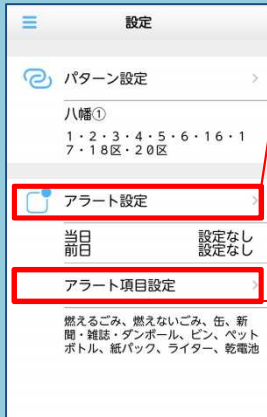 設定
パターン設定
八幡①
1・2・3・4・5・6・16・1
7・18区・20区
アラート設定
当日 設定なし
前日 設定なし
アラート項目設定
燃えるごみ、燃えないごみ、缶、新
聞・雑誌・ダンボール、ビン、ペット
ボトル、紙パック、ライター、乾電池